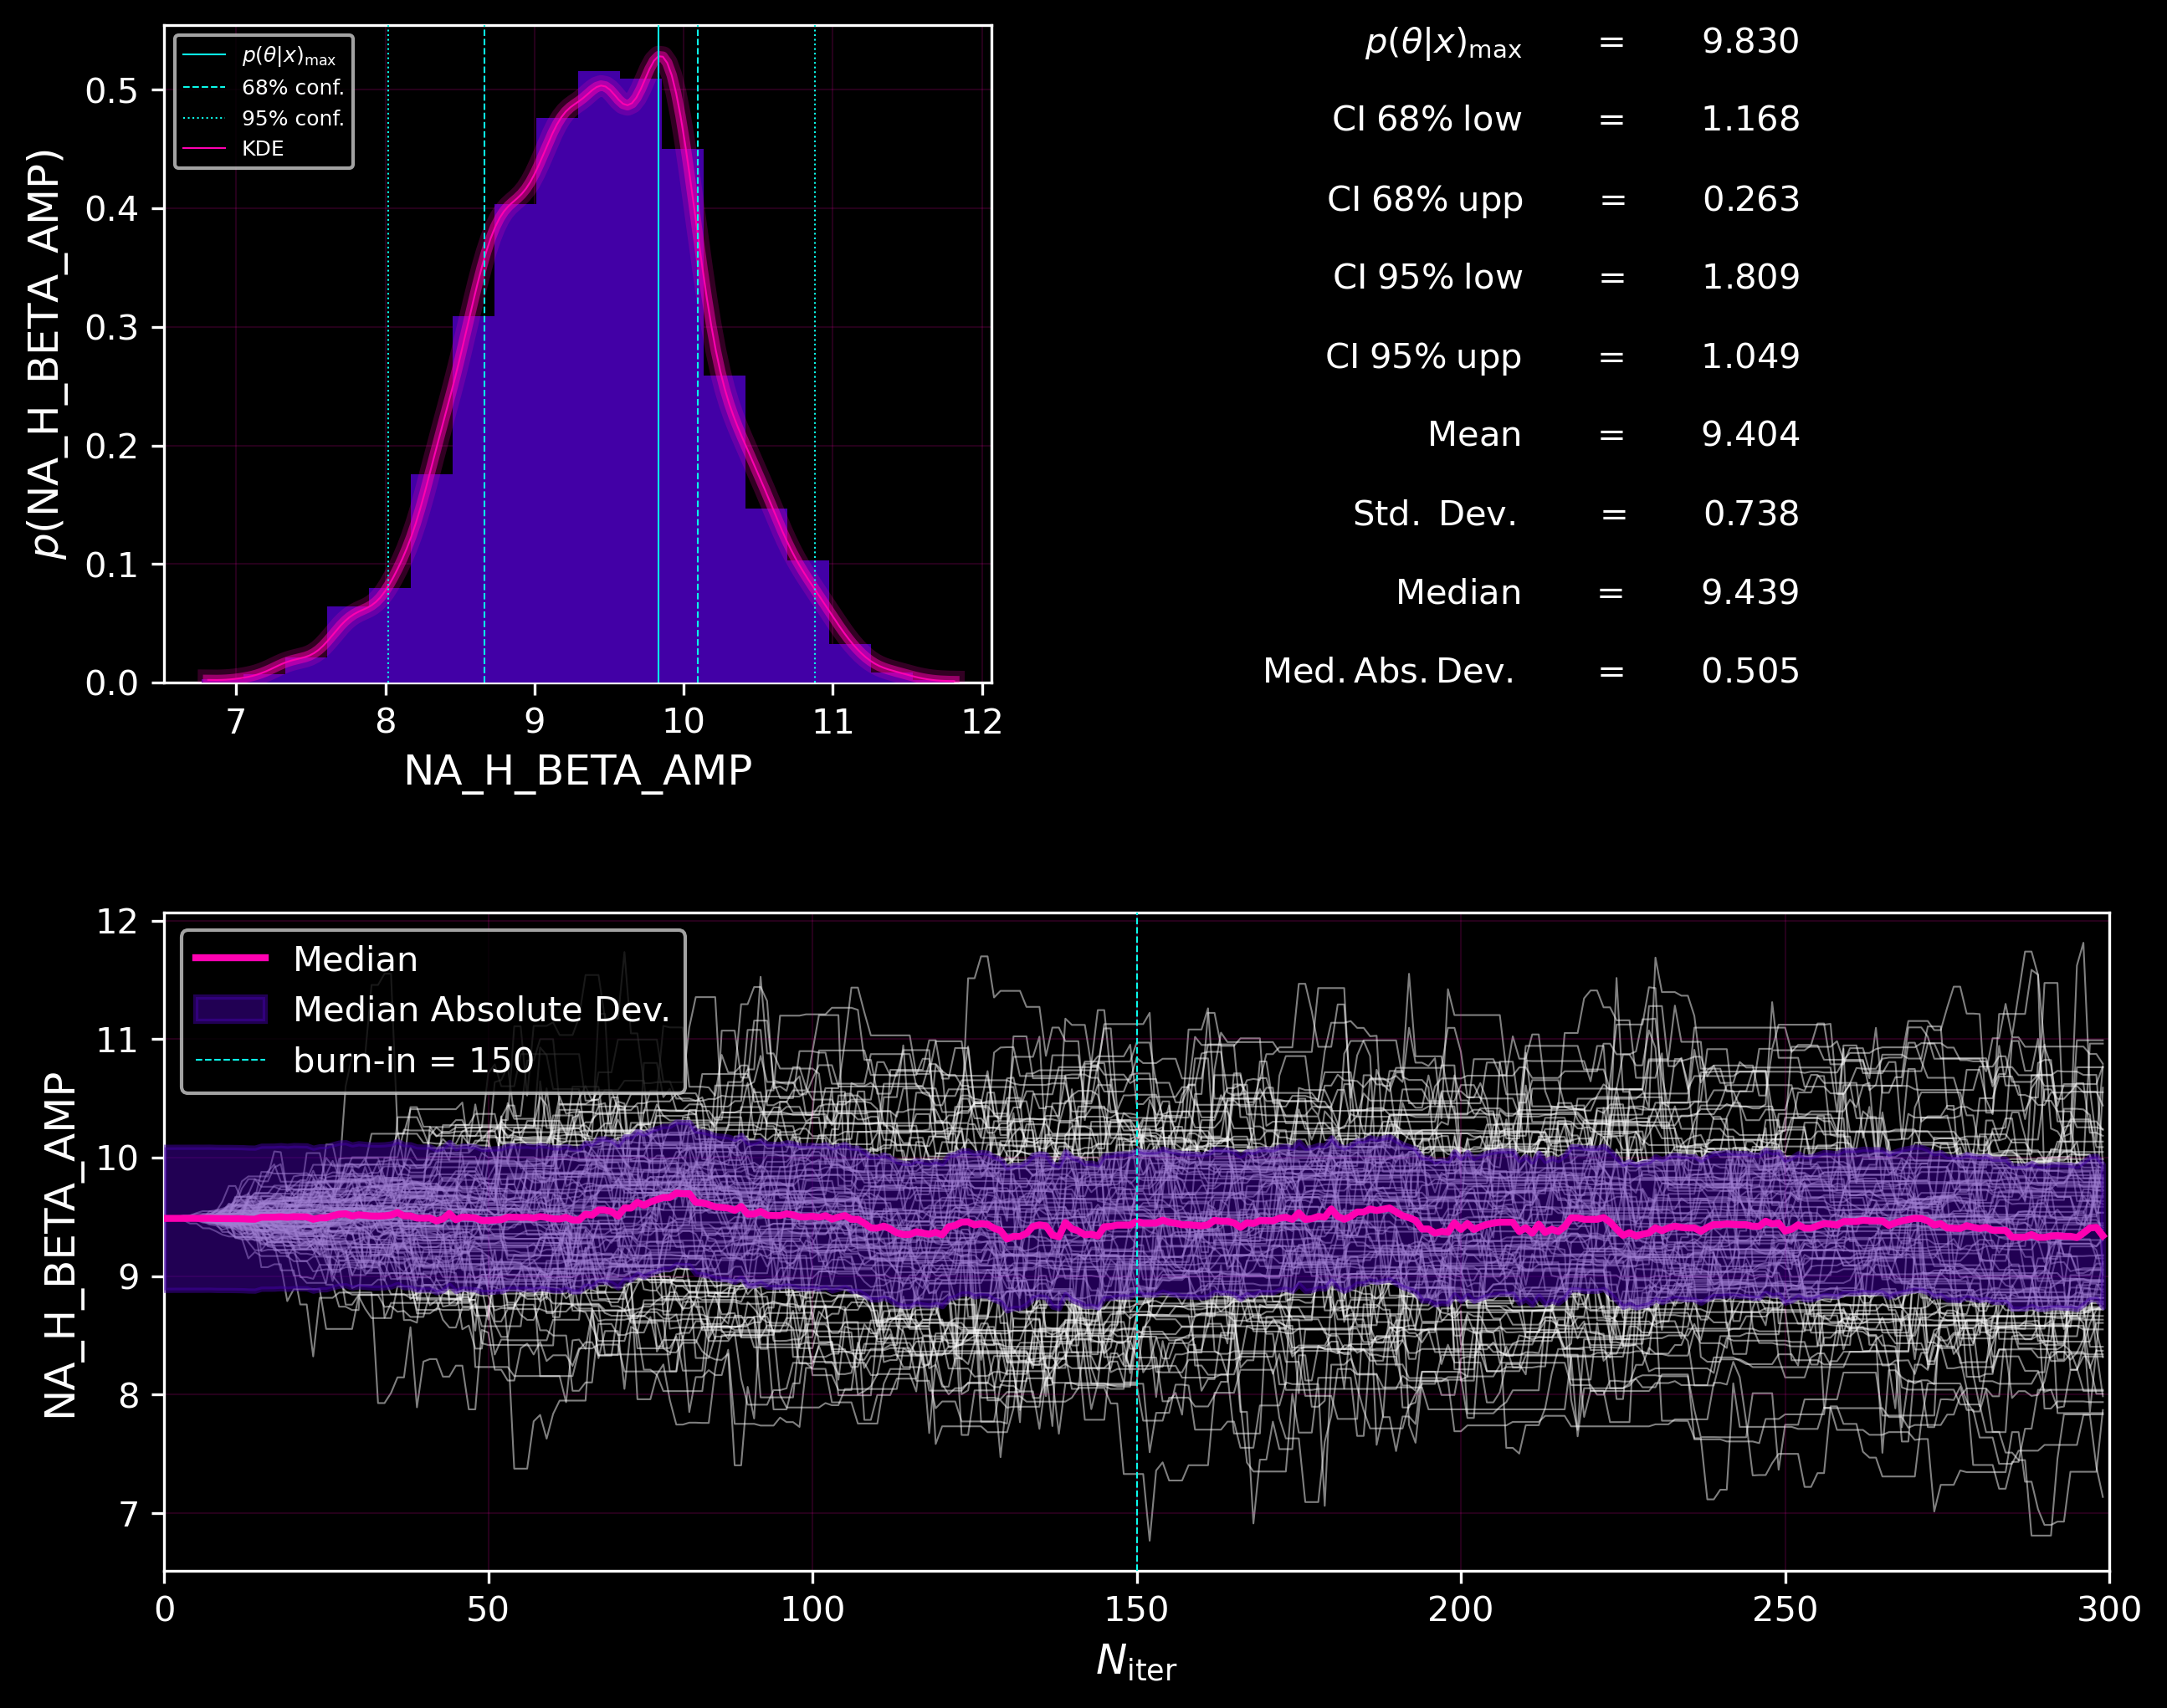 p(θ|x)max
68% conf.
95% conf.
KDE
0.5
0.4
0.3
0.2
0.1
0.0
p(NA_H_BETA_AMP)
7 8 9 10 11 12
NA_H_BETA_AMP
p(θ|x)max = 9.830
CI 68% low = 1.168
CI 68% upp = 0.263
CI 95% low = 1.809
CI 95% upp = 1.049
Mean = 9.404
Std. Dev. = 0.738
Median = 9.439
Med. Abs. Dev. = 0.505
Median
Median Absolute Dev.
burn-in = 150
12
11
10
9
8
7
NA_H_BETA_AMP
0 50 100 150 200 250 300
Niter